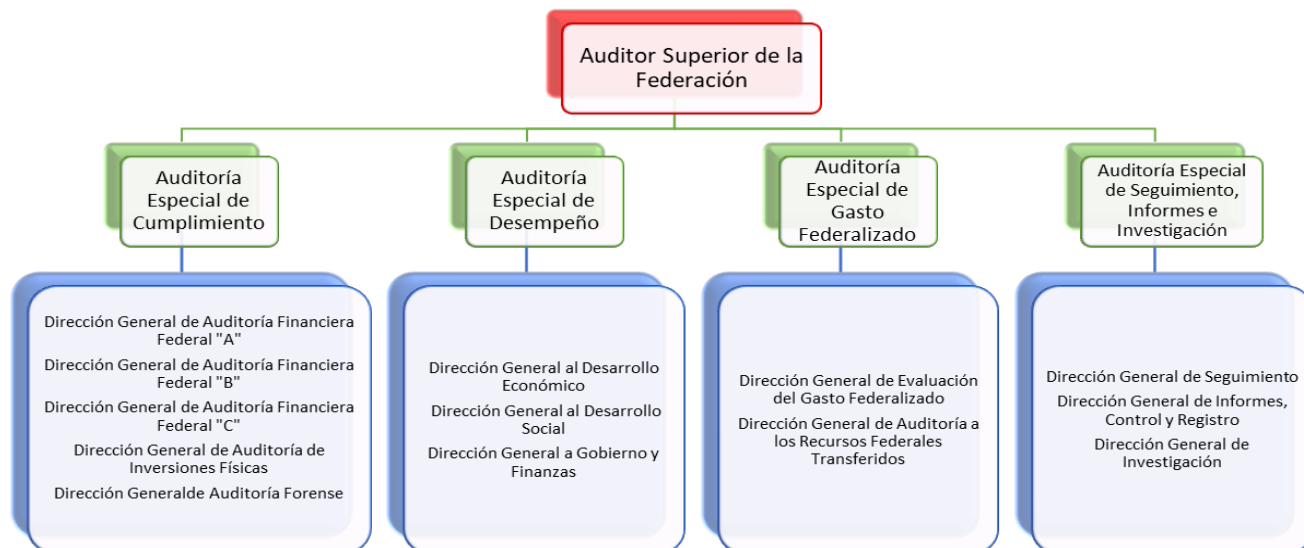 Auditor Superior de la
Federación
Auditoría
Especial de
Cumplimiento
Auditoría
Especial de
Desempeño
Auditoría
Especial de
Gasto
Federalizado
Auditoría Especial
de Seguimiento,
Informes e
Investigación
Dirección General de Auditoría Financiera
Federal "A"
Dirección General de Auditoría Financiera
Federal "B"
Dirección General de Auditoría Financiera
Federal "C"
Dirección General de Auditoría de
Inversiones Físicas
Dirección Generalde Auditoría Forense
Dirección General al Desarrollo
Económico
Dirección General al Desarrollo
Social
Dirección General a Gobierno y
Finanzas
Dirección General de Evaluación
del Gasto Federalizado
Dirección General de Auditoría a
los Recursos Federales
Transferidos
Dirección General de Seguimiento
Dirección General de Informes,
Control y Registro
Dirección General de
Investigación